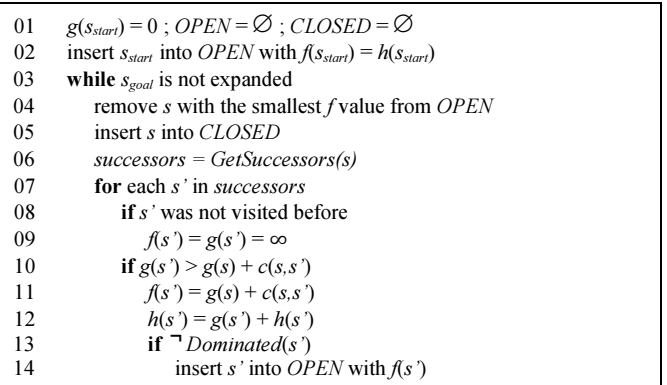 01 g(s_start) = 0 ; OPEN = ∅ ; CLOSED = ∅
02 insert s_start into OPEN with f(s_start) = h(s_start)
03 while s_goal is not expanded
04 remove s with the smallest f value from OPEN
05 insert s into CLOSED
06 successors = GetSuccessors(s)
07 for each s’ in successors
08 if s’ was not visited before
09 f(s’) = g(s’) = ∞
10 if g(s’) > g(s) + c(s,s’)
11 f(s’) = g(s) + c(s,s’)
12 h(s’) = g(s’) + h(s’)
13 if ¬ Dominated(s’)
14 insert s’ into OPEN with f(s’)